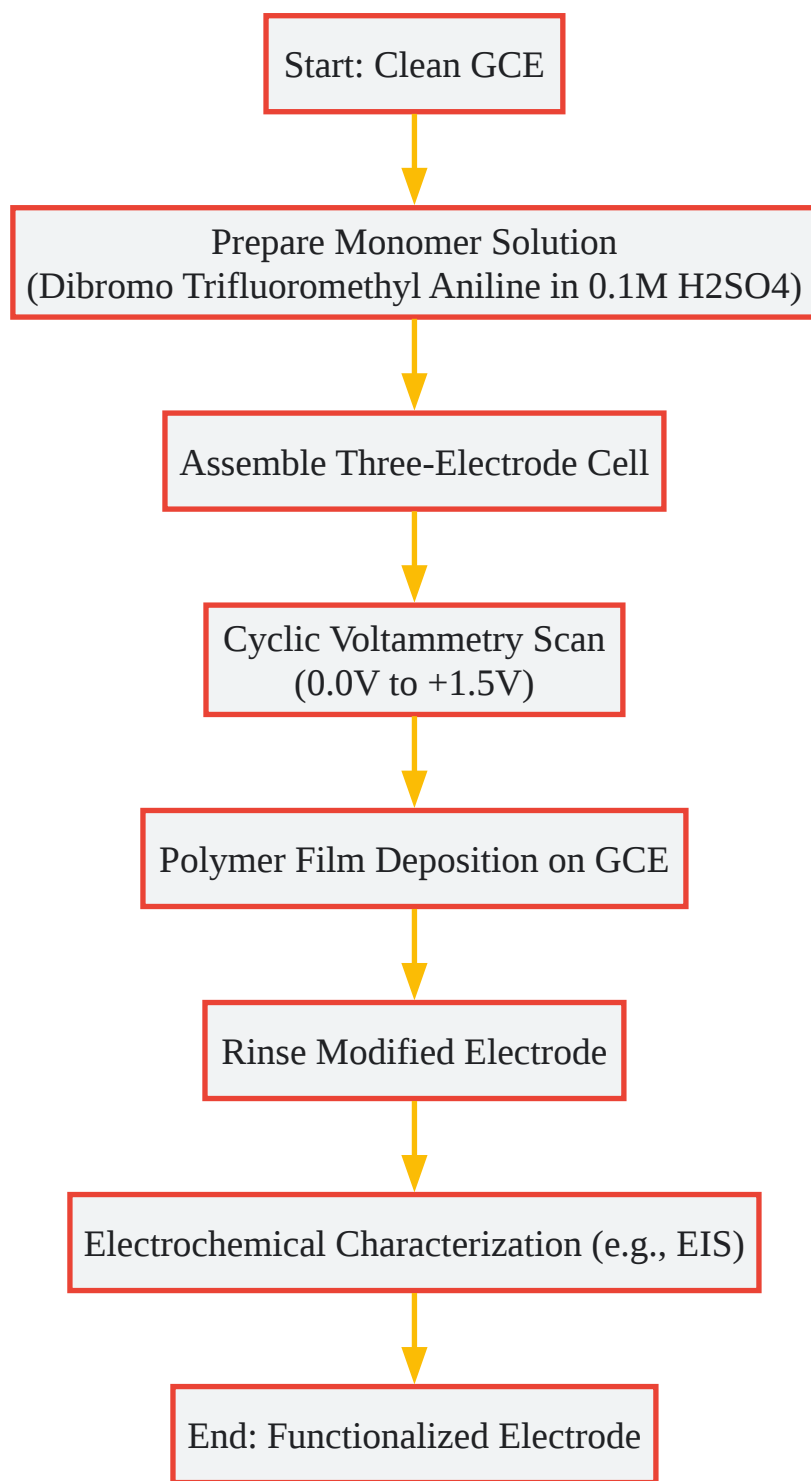 Start: Clean GCE
Prepare Monomer Solution
(Dibromo Trifluoromethyl Aniline in 0.1M H2SO4)
Assemble Three-Electrode Cell
Cyclic Voltammetry Scan
(0.0V to +1.5V)
Polymer Film Deposition on GCE
Rinse Modified Electrode
Electrochemical Characterization (e.g., EIS)
End: Functionalized Electrode